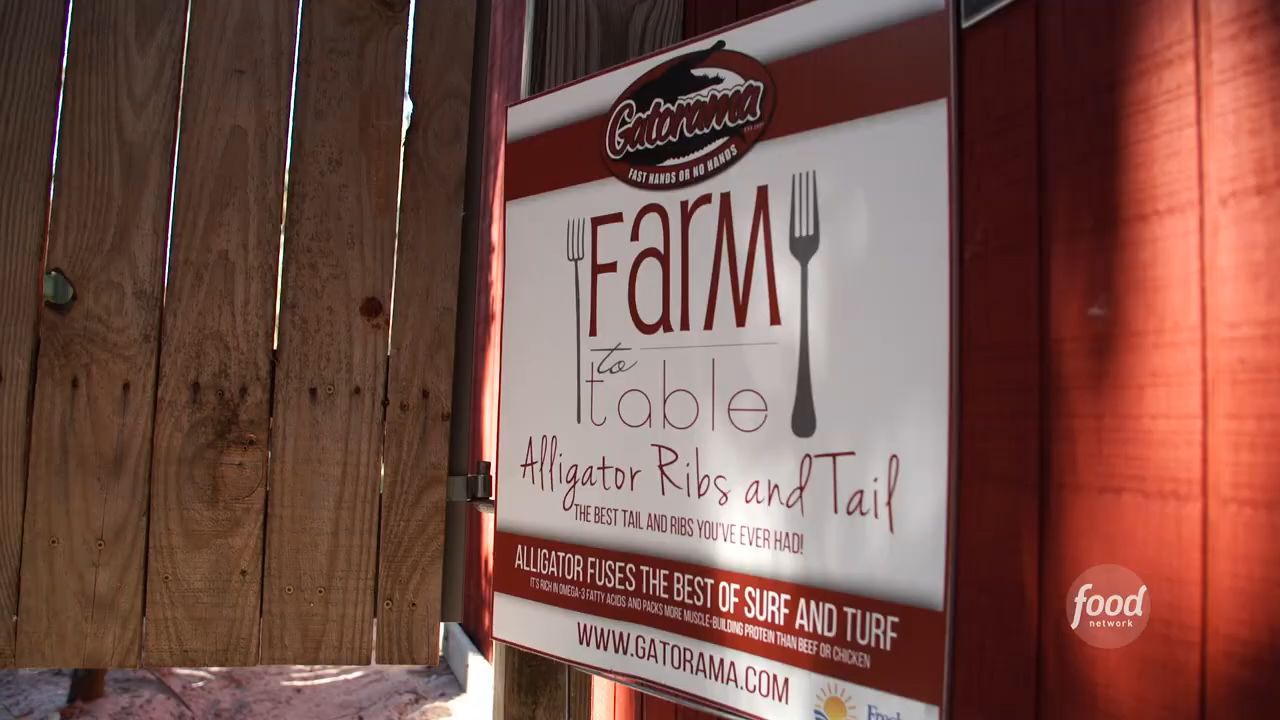 Gatorama
FAST HANDS OR NO HANDS
Farm
to
table
Alligator Ribs and Tail
THE BEST TAIL AND RIBS YOU'VE EVER HAD!
ALLIGATOR FUSES THE BEST OF SURF AND TURF
IT'S RICH IN OMEGA-3 FATTY ACIDS AND PACKS MORE MUSCLE-BUILDING PROTEIN THAN BEEF OR CHICKEN
WWW.GATORAMA.COM
food
network